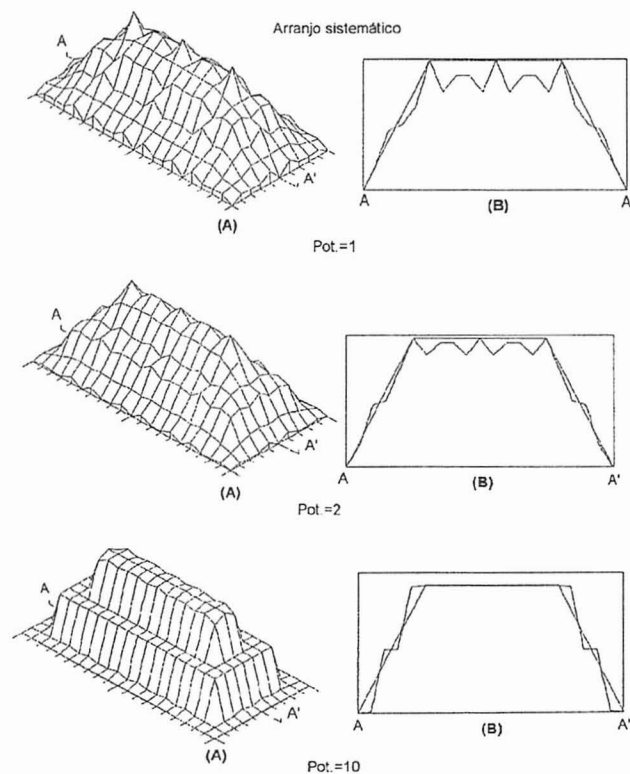 Arranjo sistemático
A
A'
(A)
A
(B)
A
Pot.=1
A
A'
(A)
A
(B)
A'
Pot.=2
A
A'
(A)
A
(B)
A'
Pot.=10